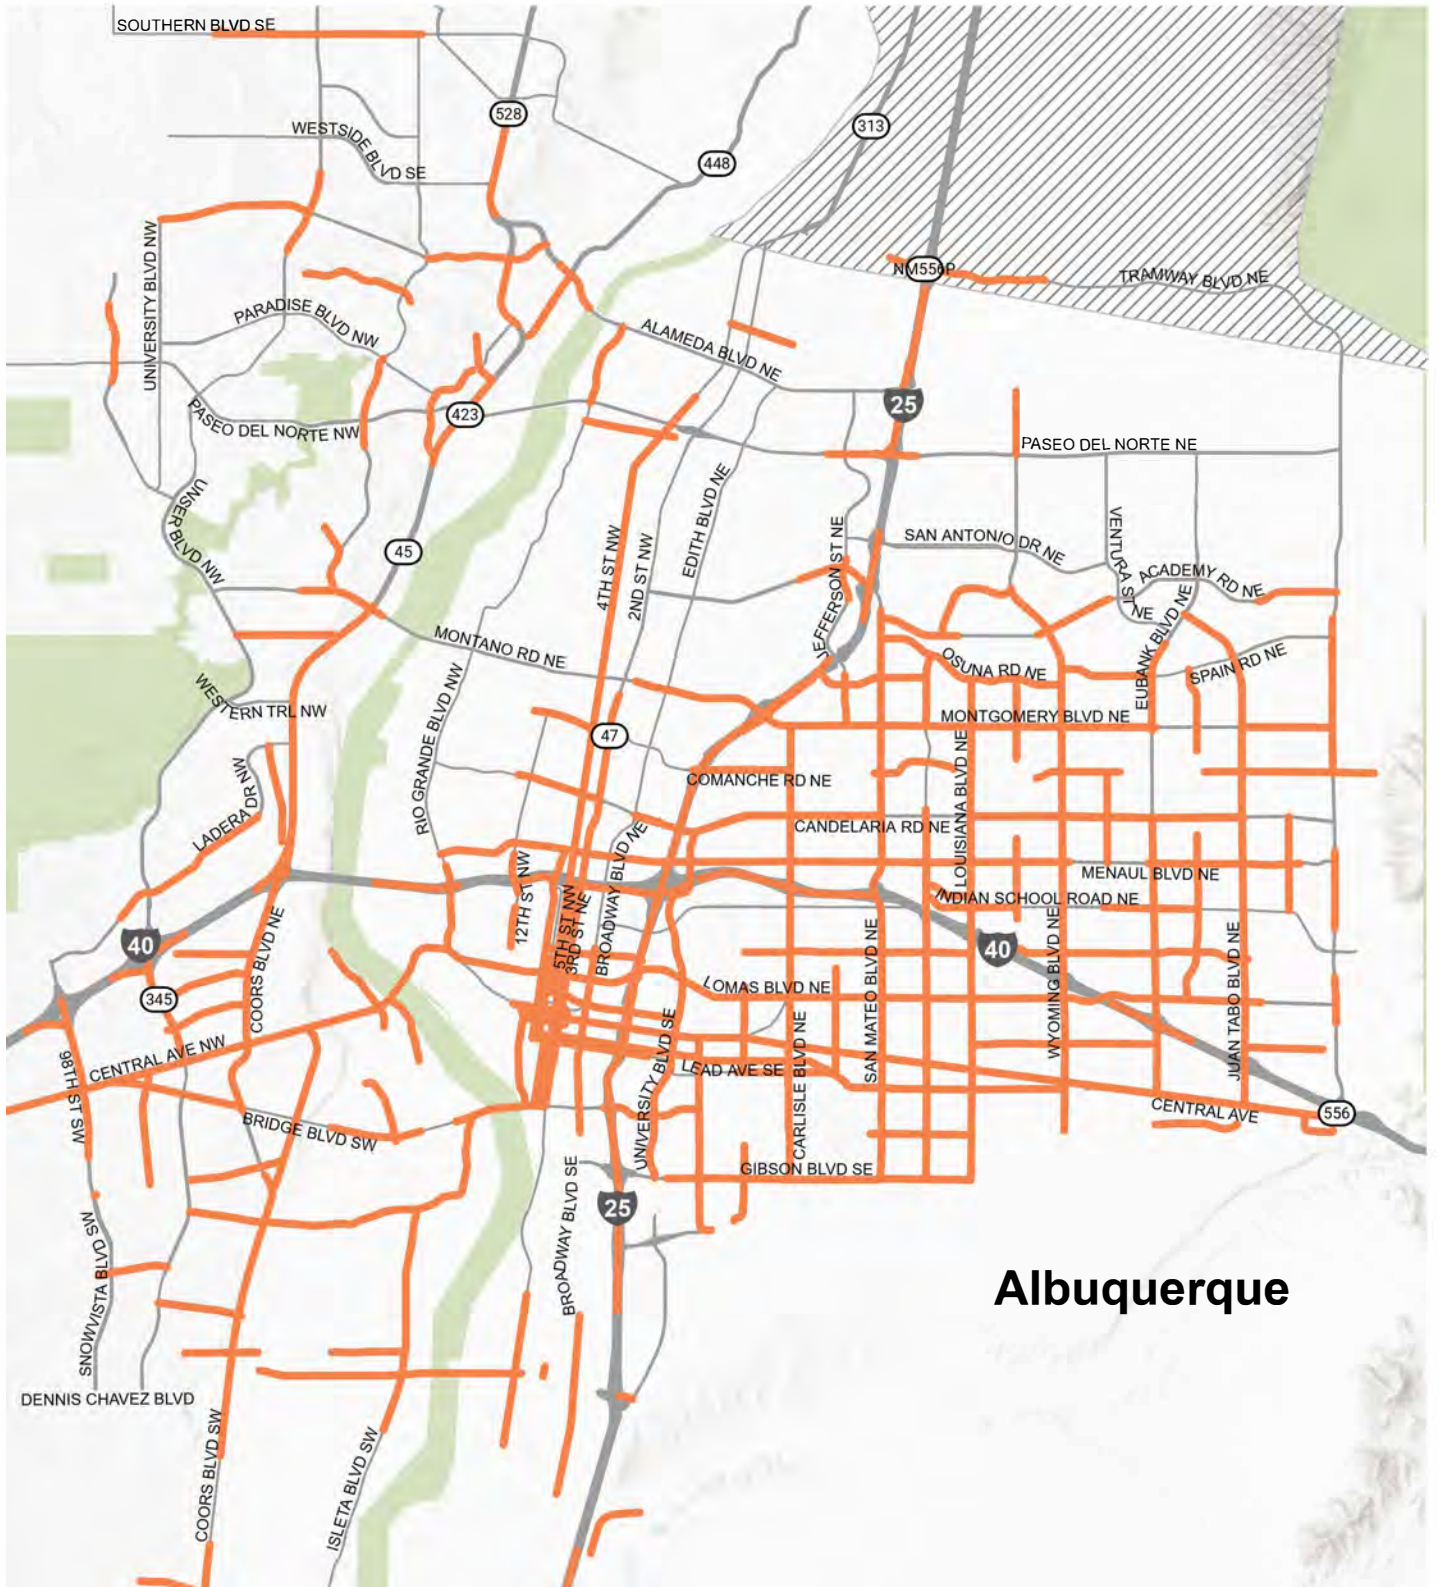 SOUTHERN BLVD SE
528
313
WESTSIDE BLVD SE
448
UNIVERSITY BLVD NW
NM556P
TRAMWAY BLVD NE
PARADISE BLVD NW
ALAMEDA BLVD NE
25
423
PASEO DEL NORTE NW
PASEO DEL NORTE NE
UNSER BLVD NW
EDITH BLVD NE
4TH ST NW
2ND ST NW
JEFFERSON ST NE
SAN ANTONIO DR NE
VENTURA ST NE
ACADEMY RD NE
45
MONTANO RD NE
OSUNA RD NE
EUBANK BLVD NE
SPAIN RD NE
WESTERN TRL NW
RIO GRANDE BLVD NW
MONTGOMERY BLVD NE
47
LADERA DR NW
COMANCHE RD NE
LOUISIANA BLVD NE
CANDELARIA RD NE
MENAUL BLVD NE
INDIAN SCHOOL ROAD NE
12TH ST NW
5TH ST NW
3RD ST NE
BROADWAY BLVD NE
40
40
345
COORS BLVD NE
LOMAS BLVD NE
SAN MATEO BLVD NE
WYOMING BLVD NE
JUAN TABO BLVD NE
CENTRAL AVE NW
98TH ST SW
LEAD AVE SE
UNIVERSITY BLVD SE
CARLISLE BLVD NE
CENTRAL AVE
556
BRIDGE BLVD SW
GIBSON BLVD SE
BROADWAY BLVD SE
25
SNOWVISTA BLVD SW
Albuquerque
DENNIS CHAVEZ BLVD
COORS BLVD SW
ISLETA BLVD SW